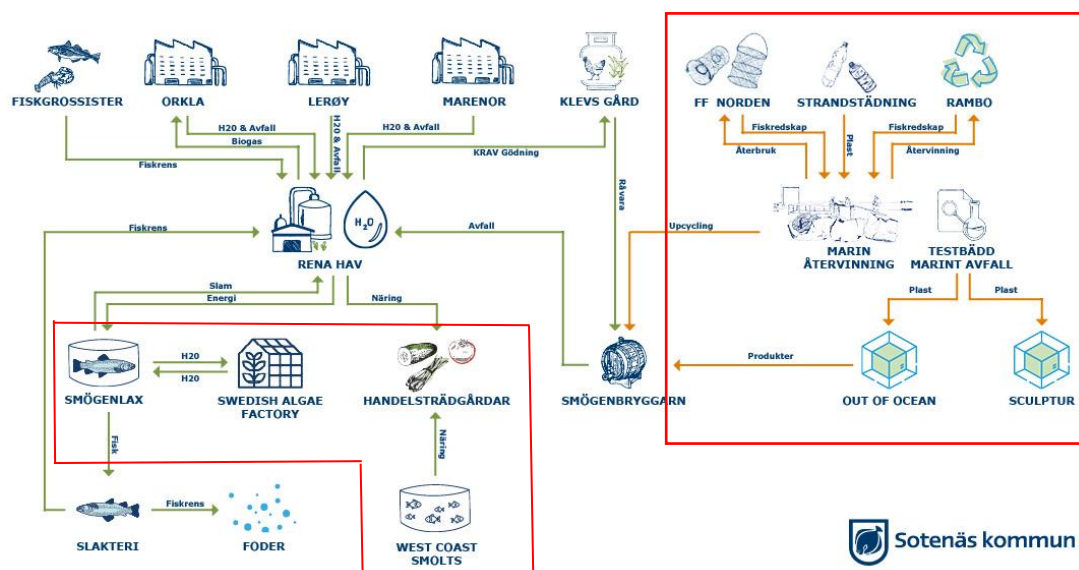 FISKGROSSISTER
ORKLA
LERØY
MARENOR
KLEVS GÅRD
FF NORDEN
STRANDSTÄDNING
RAMBO
H20 & Avfall
Biogas
H20 & Avfall
H20 & Avfall
Fiskrens
KRAV Gödning
Råvara
Fiskredskap
Återbruk
Plast
Fiskredskap
Återvinning
H₂O
RENA HAV
Fiskrens
Avfall
Upcycling
MARIN
ÅTERVINNING
TESTBÄDD
MARINT AVFALL
Slam
Energi
Näring
Plast
Plast
H20
H20
SMÖGENLAX
SWEDISH ALGAE
FACTORY
HANDELSTRÄDGÅRDAR
SMÖGENBRYGGARN
Produkter
OUT OF OCEAN
SCULPTUR
Fisk
Näring
Fiskrens
SLAKTERI
FODER
WEST COAST
SMOLTS
Sotenäs kommun